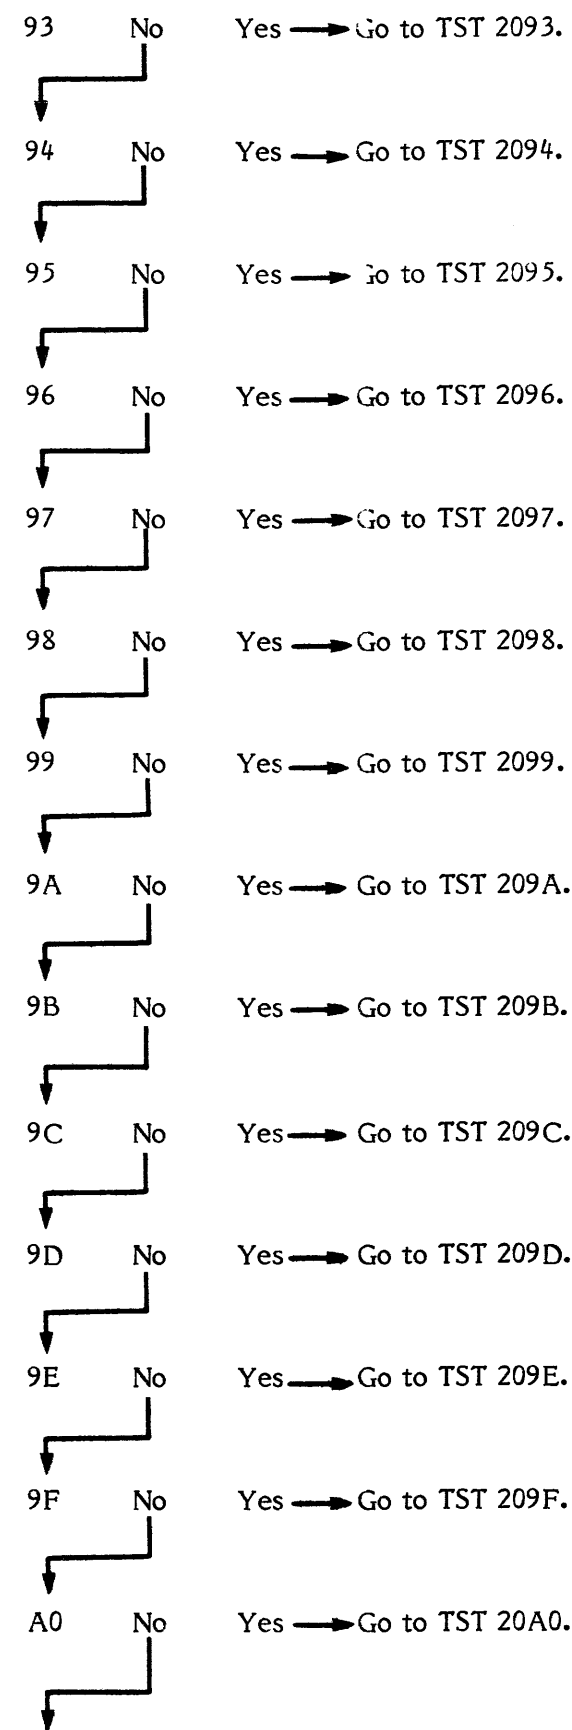 93 No Yes Go to TST 2093.
94 No Yes Go to TST 2094.
95 No Yes Go to TST 2095.
96 No Yes Go to TST 2096.
97 No Yes Go to TST 2097.
98 No Yes Go to TST 2098.
99 No Yes Go to TST 2099.
9A No Yes Go to TST 209A.
9B No Yes Go to TST 209B.
9C No Yes Go to TST 209C.
9D No Yes Go to TST 209D.
9E No Yes Go to TST 209E.
9F No Yes Go to TST 209F.
A0 No Yes Go to TST 20A0.